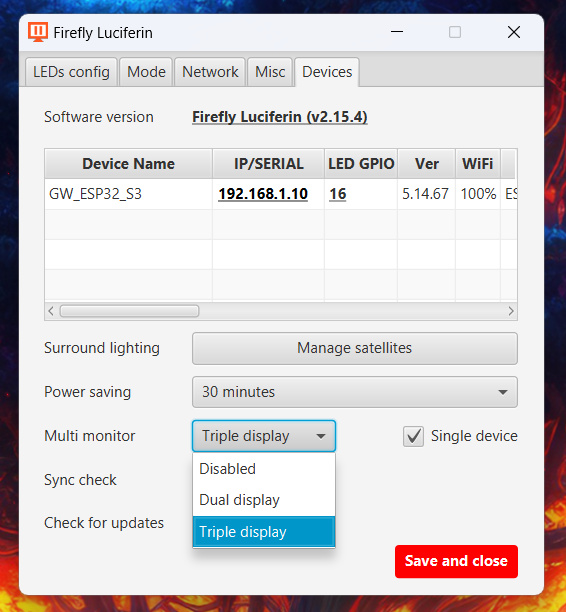 Firefly Luciferin
LEDs config Mode Network Misc Devices
Software version Firefly Luciferin (v2.15.4)
Device Name IP/SERIAL LED GPIO Ver WiFi
GW_ESP32_S3 192.168.1.10 16 5.14.67 100% ES
Surround lighting Manage satellites
Power saving 30 minutes
Multi monitor Triple display Single device
Disabled
Sync check
Dual display
Check for updates
Triple display
Save and close